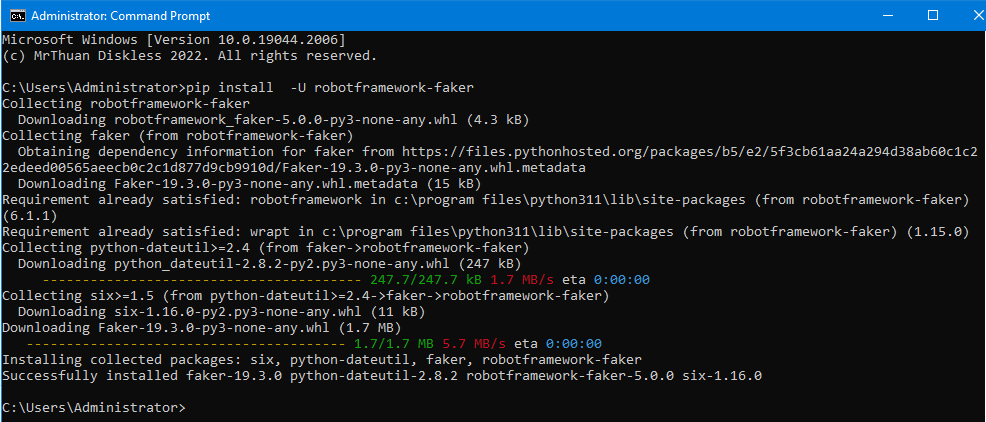 Administrator: Command Prompt
Microsoft Windows [Version 10.0.19044.2006]
(c) MrThuan Diskless 2022. All rights reserved.
C:\Users\Administrator>pip install  -U robotframework-faker
Collecting robotframework-faker
  Downloading robotframework_faker-5.0.0-py3-none-any.whl (4.3 kB)
Collecting faker (from robotframework-faker)
  Obtaining dependency information for faker from https://files.pythonhosted.org/packages/b5/e2/5f3cb61aa24a294d38ab60c1c2
2edeed00565aeecb0c2c1d877d9cb9910d/Faker-19.3.0-py3-none-any.whl.metadata
  Downloading Faker-19.3.0-py3-none-any.whl.metadata (15 kB)
Requirement already satisfied: robotframework in c:\program files\python311\lib\site-packages (from robotframework-faker)
(6.1.1)
Requirement already satisfied: wrapt in c:\program files\python311\lib\site-packages (from robotframework-faker) (1.15.0)
Collecting python-dateutil>=2.4 (from faker->robotframework-faker)
  Downloading python_dateutil-2.8.2-py2.py3-none-any.whl (247 kB)
     ---------------------------------------- 247.7/247.7 kB 1.7 MB/s eta 0:00:00
Collecting six>=1.5 (from python-dateutil>=2.4->faker->robotframework-faker)
  Downloading six-1.16.0-py2.py3-none-any.whl (11 kB)
Downloading Faker-19.3.0-py3-none-any.whl (1.7 MB)
   ---------------------------------------- 1.7/1.7 MB 5.7 MB/s eta 0:00:00
Installing collected packages: six, python-dateutil, faker, robotframework-faker
Successfully installed faker-19.3.0 python-dateutil-2.8.2 robotframework-faker-5.0.0 six-1.16.0
C:\Users\Administrator>